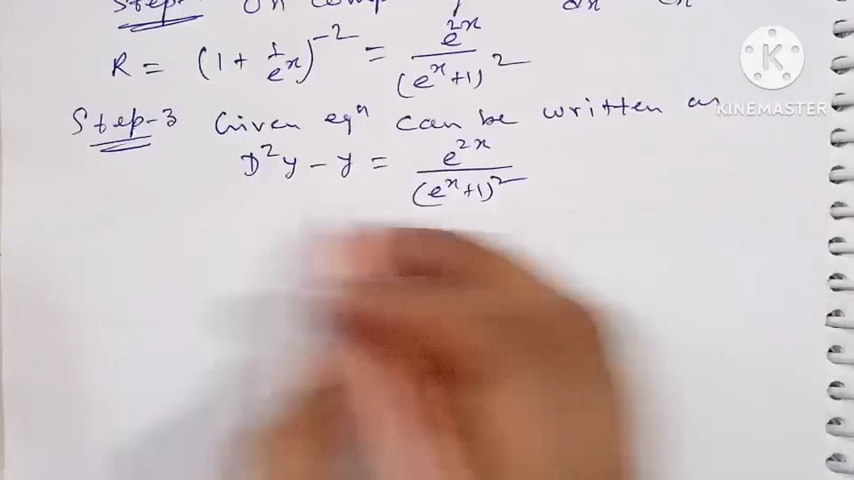 R = (1 + 1/e^x)^-2 = e^2x / (e^x+1)^2
KINEMASTER
Step-3 Given eqn can be written as
D^2y - y = e^2x / (e^x+1)^2